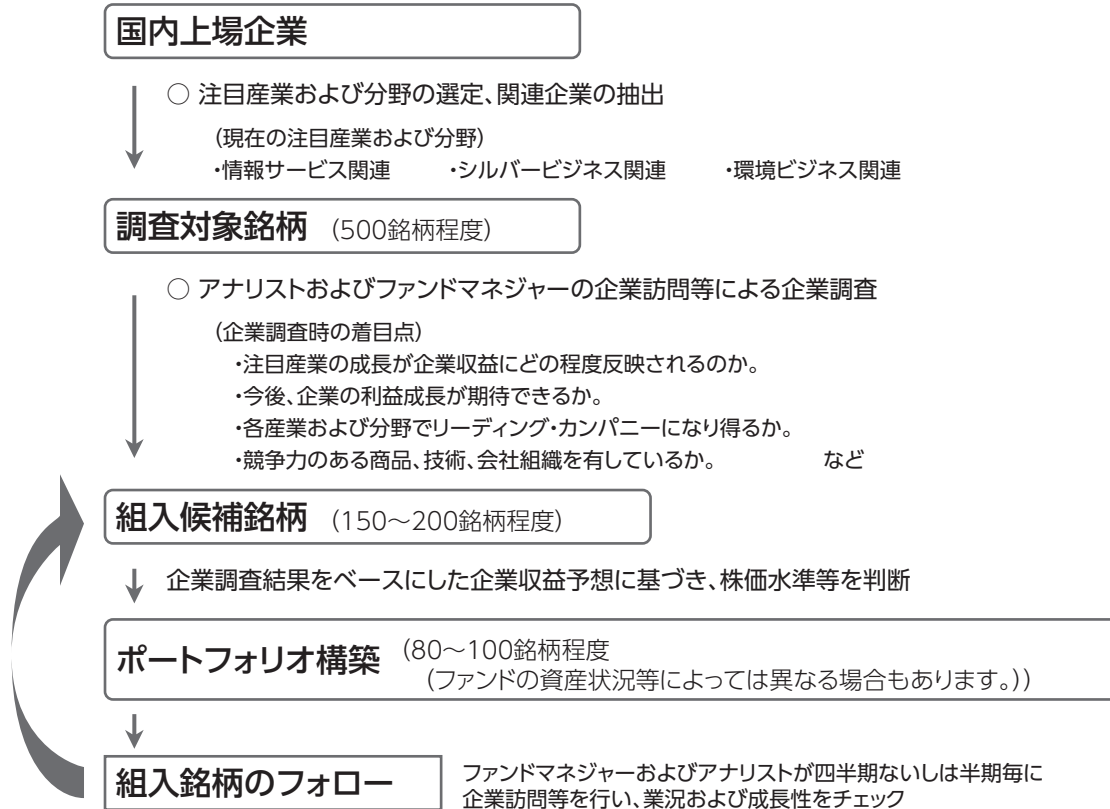 国内上場企業
○ 注目産業および分野の選定、関連企業の抽出
(現在の注目産業および分野)
・情報サービス関連 ・シルバービジネス関連 ・環境ビジネス関連
調査対象銘柄 (500銘柄程度)
○ アナリストおよびファンドマネジャーの企業訪問等による企業調査
(企業調査時の着目点)
・注目産業の成長が企業収益にどの程度反映されるのか。
・今後、企業の利益成長が期待できるか。
・各産業および分野でリーディング・カンパニーになり得るか。
・競争力のある商品、技術、会社組織を有しているか。 など
組入候補銘柄 (150～200銘柄程度)
企業調査結果をベースにした企業収益予想に基づき、株価水準等を判断
ポートフォリオ構築 (80～100銘柄程度
(ファンドの資産状況等によっては異なる場合もあります。))
組入銘柄のフォロー
ファンドマネジャーおよびアナリストが四半期ないしは半期毎に
企業訪問等を行い、業況および成長性をチェック